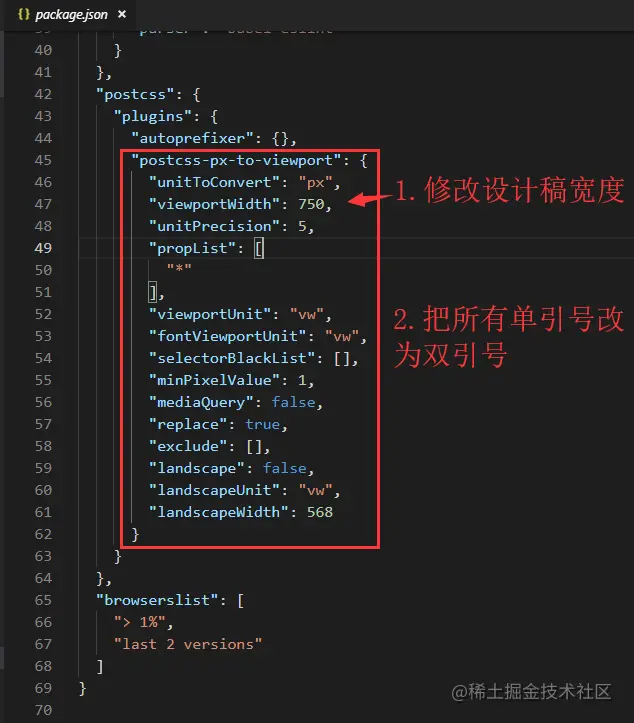 {} package.json ×
39 "parser": "babel-eslint"
40 }
41 },
42 "postcss": {
43 "plugins": {
44 "autoprefixer": {},
45 "postcss-px-to-viewport": {
46 "unitToConvert": "px",
47 "viewportWidth": 750,
1.修改设计稿宽度
48 "unitPrecision": 5,
49 "propList": [
50 "*"
51 ],
52 "viewportUnit": "vw",
2.把所有单引号改
53 "fontViewportUnit": "vw",
为双引号
54 "selectorBlackList": [],
55 "minPixelValue": 1,
56 "mediaQuery": false,
57 "replace": true,
58 "exclude": [],
59 "landscape": false,
60 "landscapeUnit": "vw",
61 "landscapeWidth": 568
62 }
63 }
64 },
65 "browserslist": [
66 "> 1%",
67 "last 2 versions"
68 ]
69 }
70
@稀土掘金技术社区